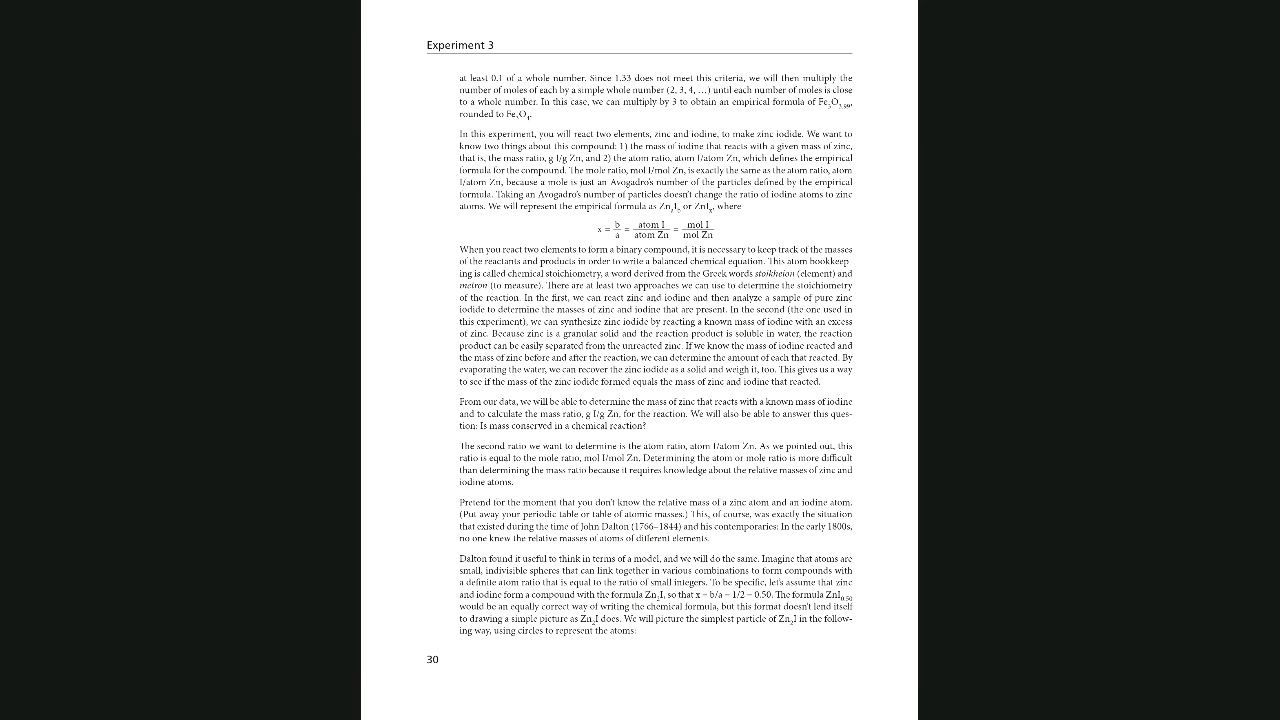 Experiment 3
at least 0.1 of a whole number. Since 1.33 does not meet this criteria, we will then multiply the
number of moles of each by a simple whole number (2, 3, 4, …) until each number of moles is close
to a whole number. In this case, we can multiply by 3 to obtain an empirical formula of Fe3O3.99,
rounded to Fe3O4.
In this experiment, you will react two elements, zinc and iodine, to make zinc iodide. We want to
know two things about this compound: 1) the mass of iodine that reacts with a given mass of zinc,
that is, the mass ratio, g I/g Zn, and 2) the atom ratio, atom I/atom Zn, which defines the empirical
formula for the compound. The mole ratio, mol I/mol Zn, is exactly the same as the atom ratio, atom
I/atom Zn, because a mole is just an Avogadro's number of the particles defined by the empirical
formula. Taking an Avogadro's number of particles doesn't change the ratio of iodine atoms to zinc
atoms. We will represent the empirical formula as ZnaIb or ZnIx, where
x = b/a = atom I/atom Zn = mol I/mol Zn
When you react two elements to form a binary compound, it is necessary to keep track of the masses
of the reactants and products in order to write a balanced chemical equation. This atom bookkeep-
ing is called chemical stoichiometry, a word derived from the Greek words stoikheion (element) and
metron (to measure). There are at least two approaches we can use to determine the stoichiometry
of the reaction. In the first, we can react zinc and iodine and then analyze a sample of pure zinc
iodide to determine the masses of zinc and iodine that are present. In the second (the one used in
this experiment), we can synthesize zinc iodide by reacting a known mass of iodine with an excess
of zinc. Because zinc is a granular solid and the reaction product is soluble in water, the reaction
product can be easily separated from the unreacted zinc. If we know the mass of iodine reacted and
the mass of zinc before and after the reaction, we can determine the amount of each that reacted. By
evaporating the water, we can recover the zinc iodide as a solid and weigh it, too. This gives us a way
to see if the mass of the zinc iodide formed equals the mass of zinc and iodine that reacted.
From our data, we will be able to determine the mass of zinc that reacts with a known mass of iodine
and to calculate the mass ratio, g I/g Zn, for the reaction. We will also be able to answer this ques-
tion: Is mass conserved in a chemical reaction?
The second ratio we want to determine is the atom ratio, atom I/atom Zn. As we pointed out, this
ratio is equal to the mole ratio, mol I/mol Zn. Determining the atom or mole ratio is more difficult
than determining the mass ratio because it requires knowledge about the relative masses of zinc and
iodine atoms.
Pretend for the moment that you don't know the relative mass of a zinc atom and an iodine atom.
(Put away your periodic table or table of atomic masses.) This, of course, was exactly the situation
that existed during the time of John Dalton (1766–1844) and his contemporaries: In the early 1800s,
no one knew the relative masses of atoms of different elements.
Dalton found it useful to think in terms of a model, and we will do the same. Imagine that atoms are
small, indivisible spheres that can link together in various combinations to form compounds with
a definite atom ratio that is equal to the ratio of small integers. To be specific, let's assume that zinc
and iodine form a compound with the formula Zn2I, so that x = b/a = 1/2 = 0.50. The formula ZnI0.50
would be an equally correct way of writing the chemical formula, but this format doesn't lend itself
to drawing a simple picture as Zn2I does. We will picture the simplest particle of Zn2I in the follow-
ing way, using circles to represent the atoms:
30